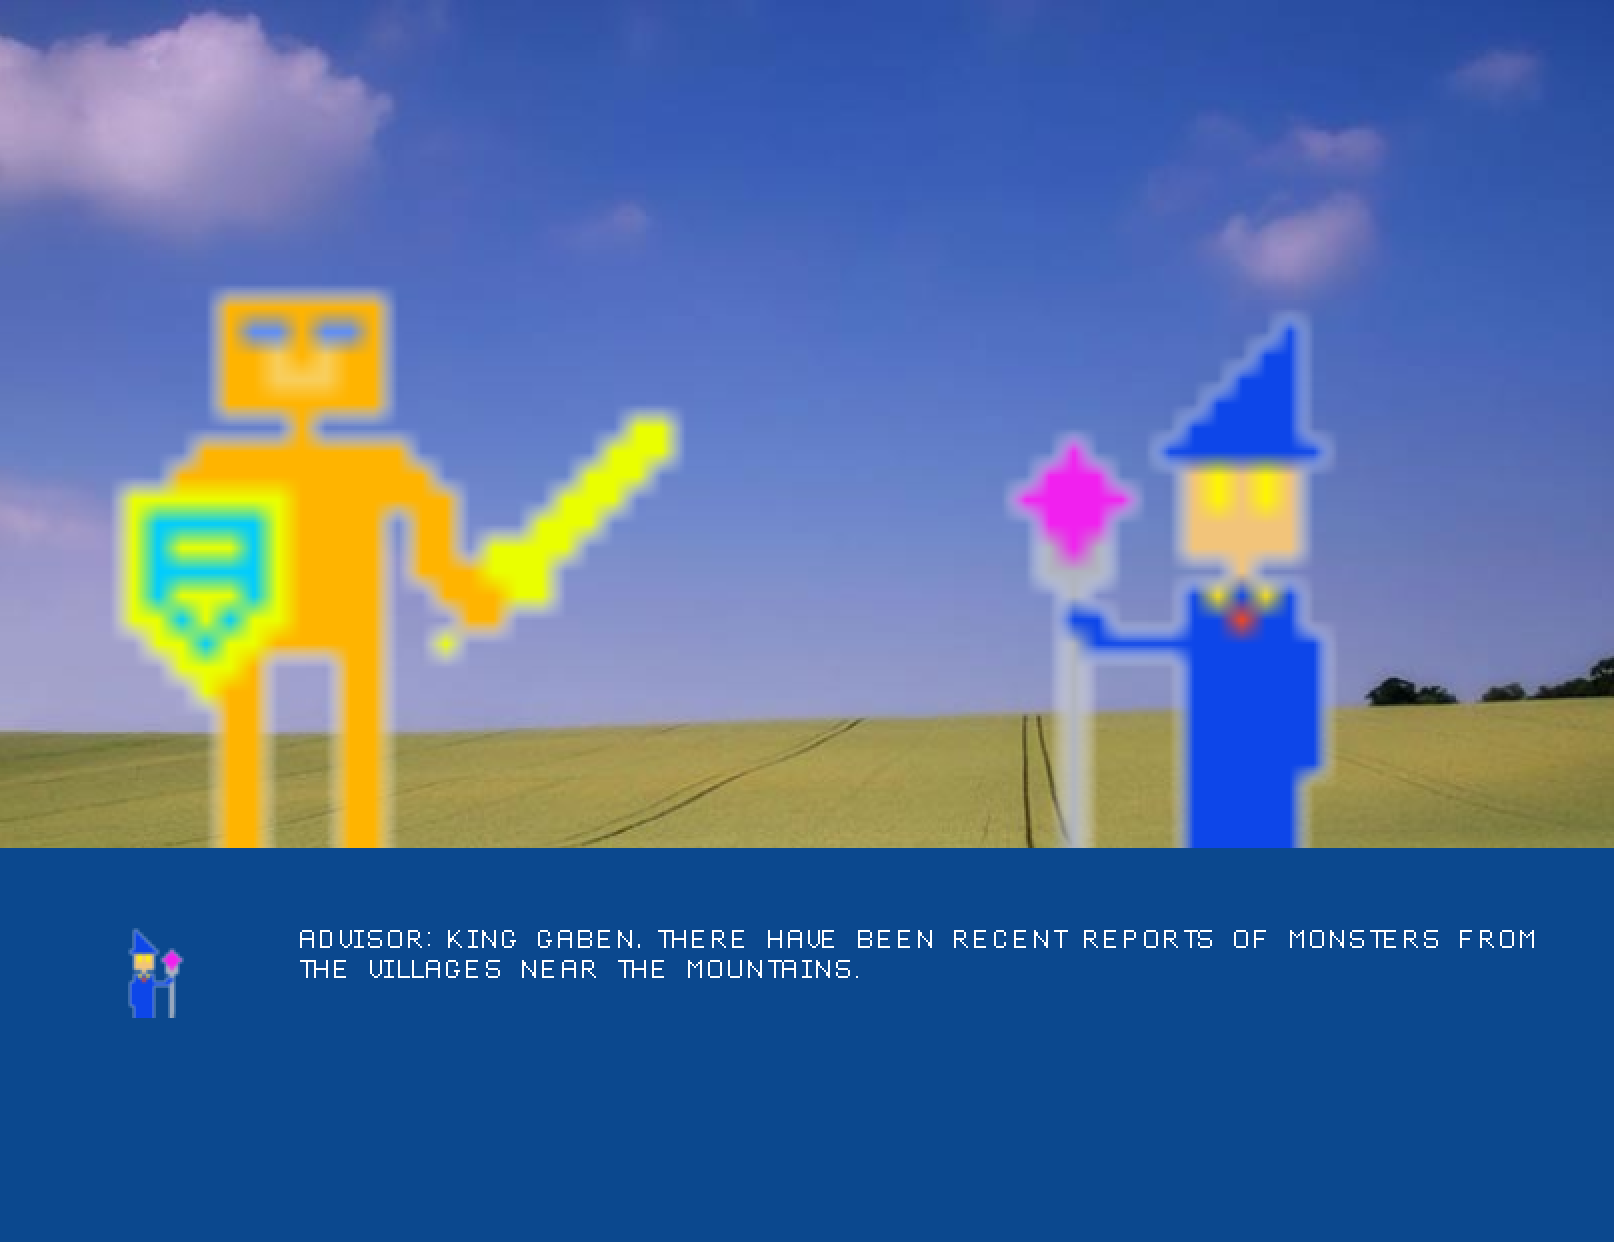 ADVISOR: KING GABEN. THERE HAVE BEEN RECENT REPORTS OF MONSTERS FROM
THE VILLAGES NEAR THE MOUNTAINS.